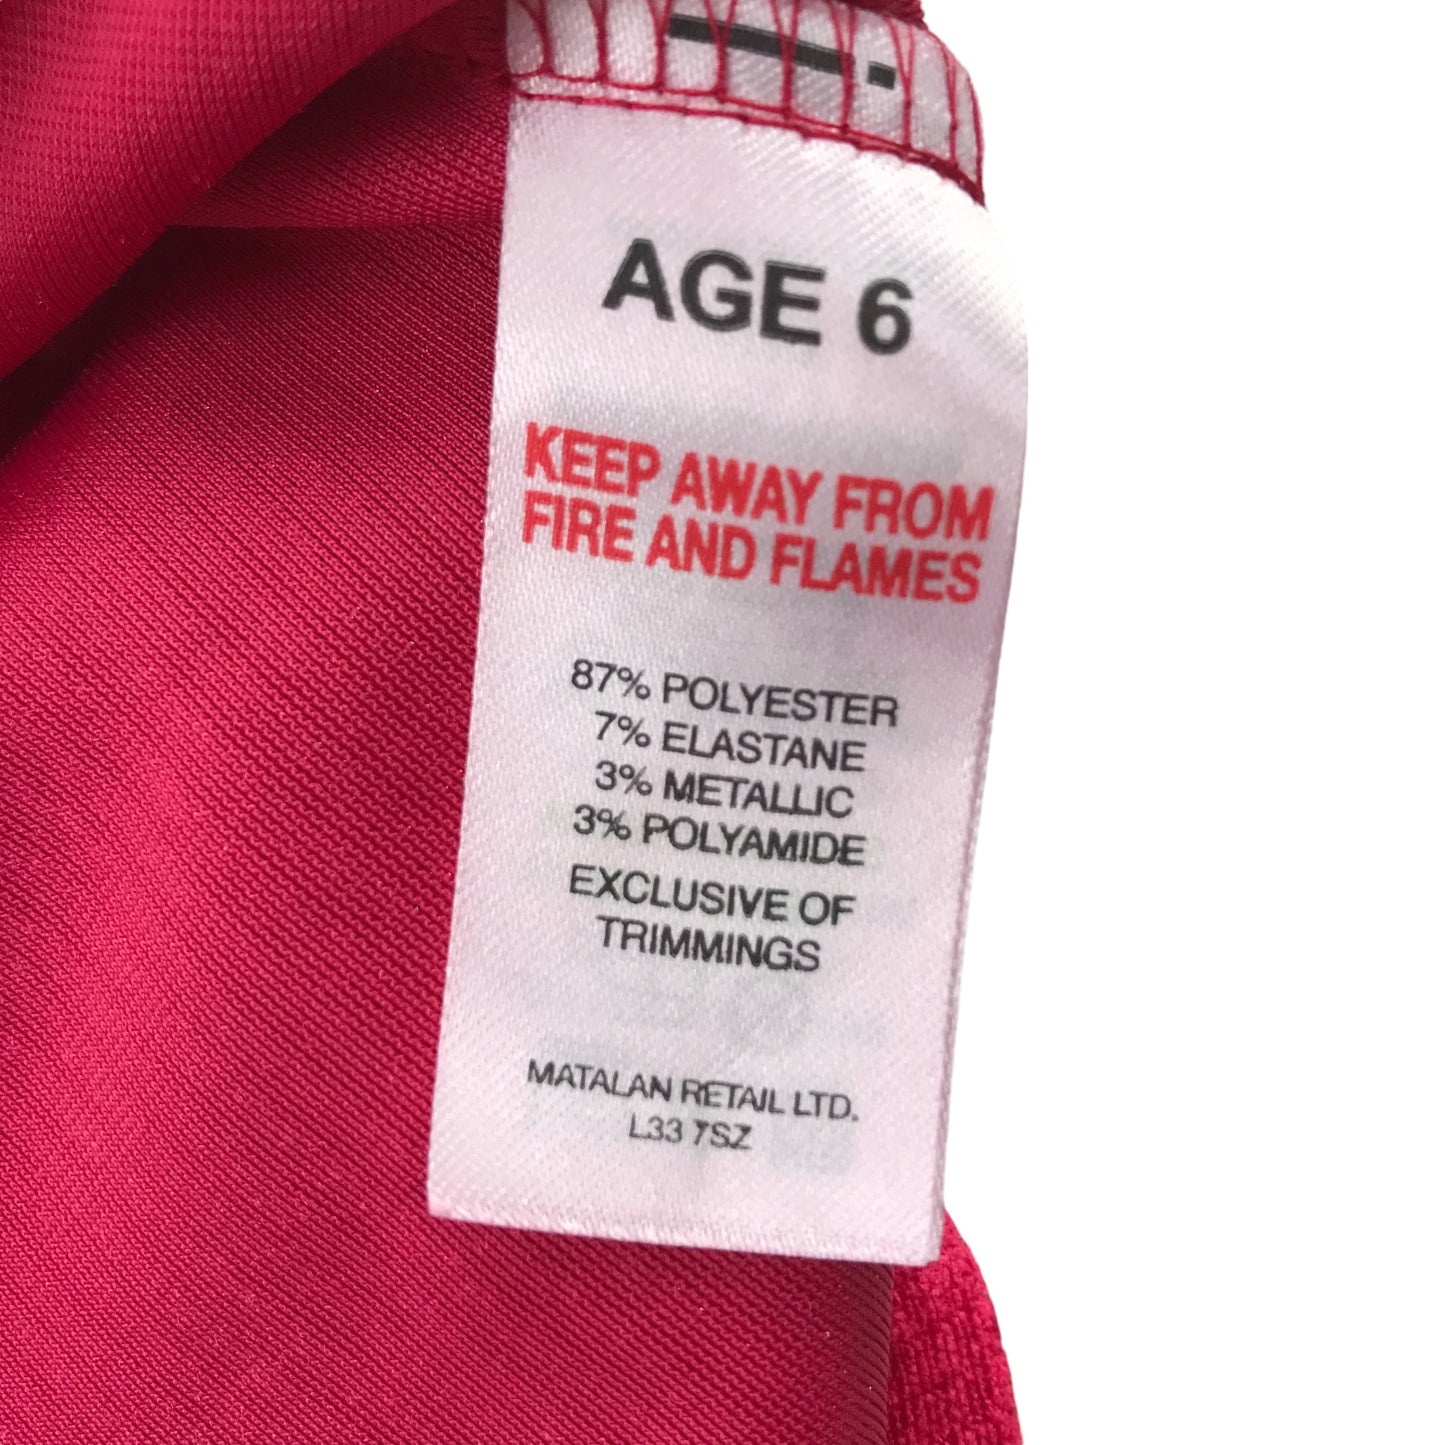 AGE 6
KEEP AWAY FROM
FIRE AND FLAMES
87% POLYESTER
7% ELASTANE
3% METALLIC
3% POLYAMIDE
EXCLUSIVE OF
TRIMMINGS
MATALAN RETAIL LTD.
L33 7SZ